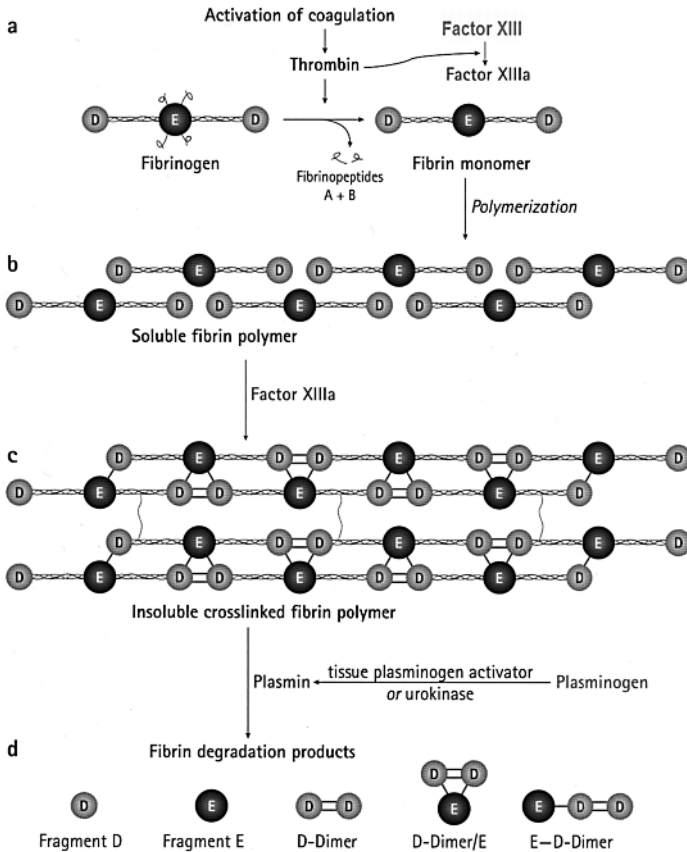 a
Activation of coagulation
Factor XIII
Thrombin
Factor XIIIa
D E D
D E D
Fibrinogen
Fibrinopeptides
A + B
Fibrin monomer
Polymerization
b
D E D D E D D E D
D E D D E D D E D
Soluble fibrin polymer
Factor XIIIa
c
D E D D E D D E D
D E D D E D D E D
D E D D E D D E D
D E D D E D D E D
Insoluble crosslinked fibrin polymer
Plasmin
tissue plasminogen activator
or urokinase
Plasminogen
d
Fibrin degradation products
D
E
D D
D D
E
E D D
Fragment D
Fragment E
D-Dimer
D-Dimer/E
E–D-Dimer